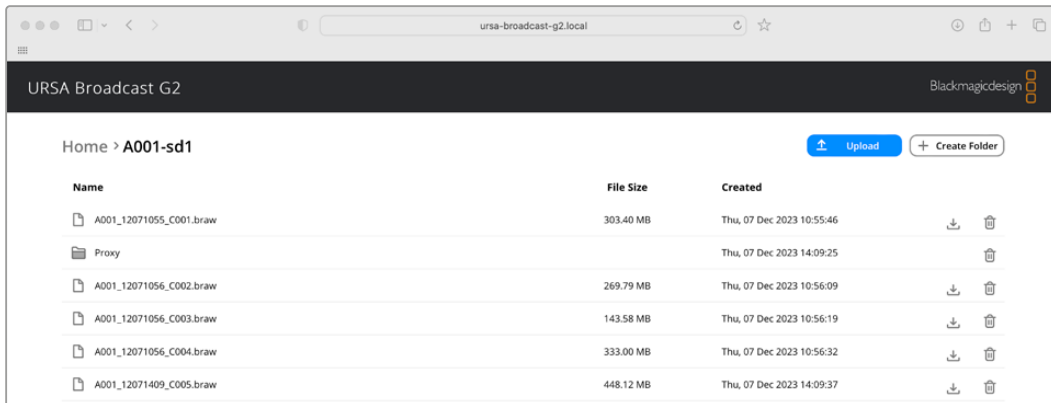 ursa-broadcast-g2.local
URSA Broadcast G2
Blackmagicdesign
Home > A001-sd1
Upload
+ Create Folder
Name File Size Created
A001_12071055_C001.braw 303.40 MB Thu, 07 Dec 2023 10:55:46
Proxy Thu, 07 Dec 2023 14:09:25
A001_12071056_C002.braw 269.79 MB Thu, 07 Dec 2023 10:56:09
A001_12071056_C003.braw 143.58 MB Thu, 07 Dec 2023 10:56:19
A001_12071056_C004.braw 333.00 MB Thu, 07 Dec 2023 10:56:32
A001_12071409_C005.braw 448.12 MB Thu, 07 Dec 2023 14:09:37